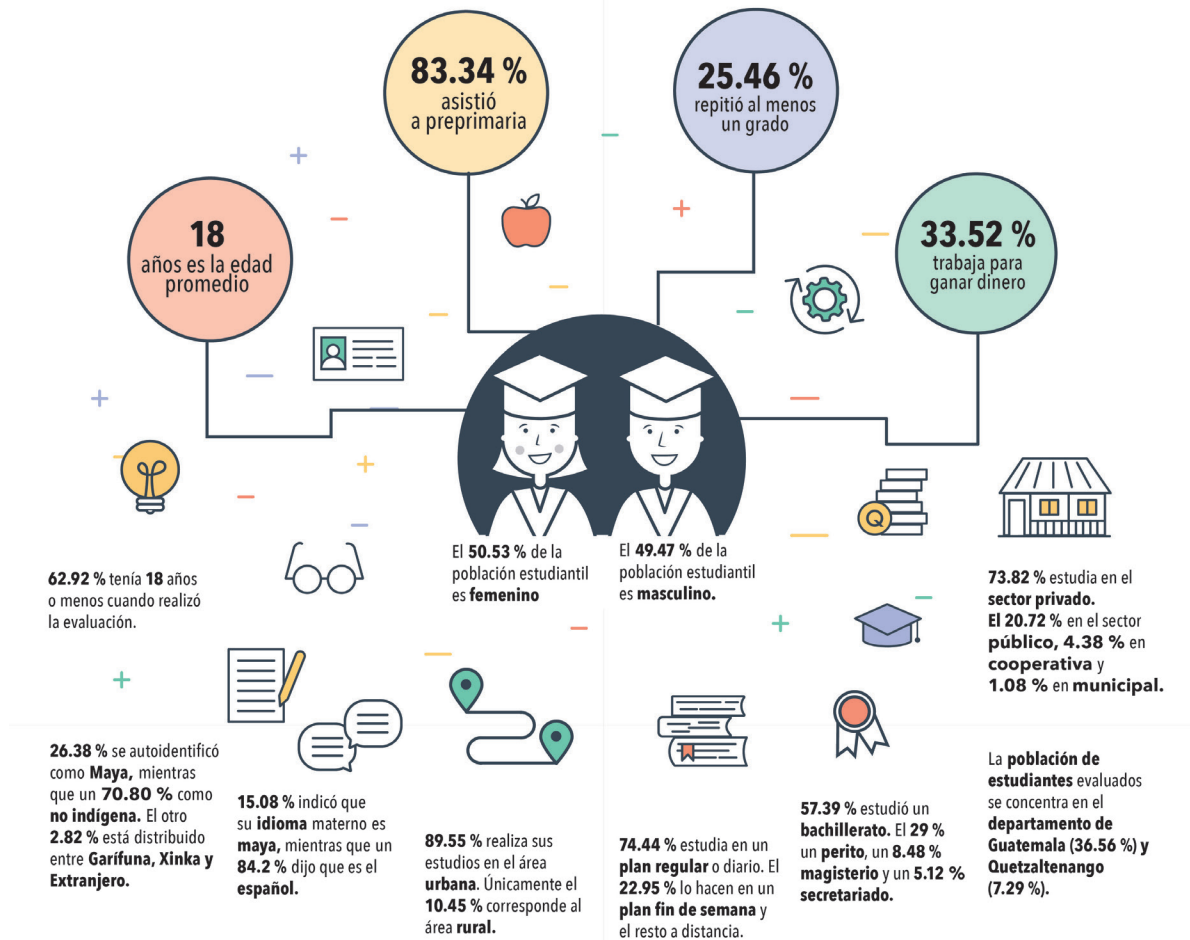 83.34 %
asistió
a preprimaria
25.46 %
repitió al menos
un grado
18
años es la edad
promedio
33.52 %
trabaja para
ganar dinero
Q
62.92 % tenía 18 años
o menos cuando realizó
la evaluación.
El 50.53 % de la
población estudiantil
es femenino
El 49.47 % de la
población estudiantil
es masculino.
73.82 % estudia en el
sector privado.
El 20.72 % en el sector
público, 4.38 % en
cooperativa y
1.08 % en municipal.
26.38 % se autoidentificó
como Maya, mientras
que un 70.80 % como
no indígena. El otro
2.82 % está distribuido
entre Garífuna, Xinka y
Extranjero.
15.08 % indicó que
su idioma materno es
maya, mientras que un
84.2 % dijo que es el
español.
89.55 % realiza sus
estudios en el área
urbana. Únicamente el
10.45 % corresponde al
área rural.
74.44 % estudia en un
plan regular o diario. El
22.95 % lo hacen en un
plan fin de semana y
el resto a distancia.
57.39 % estudió un
bachillerato. El 29 %
un perito, un 8.48 %
magisterio y un 5.12 %
secretariado.
La población de
estudiantes evaluados
se concentra en el
departamento de
Guatemala (36.56 %) y
Quetzaltenango
(7.29 %).